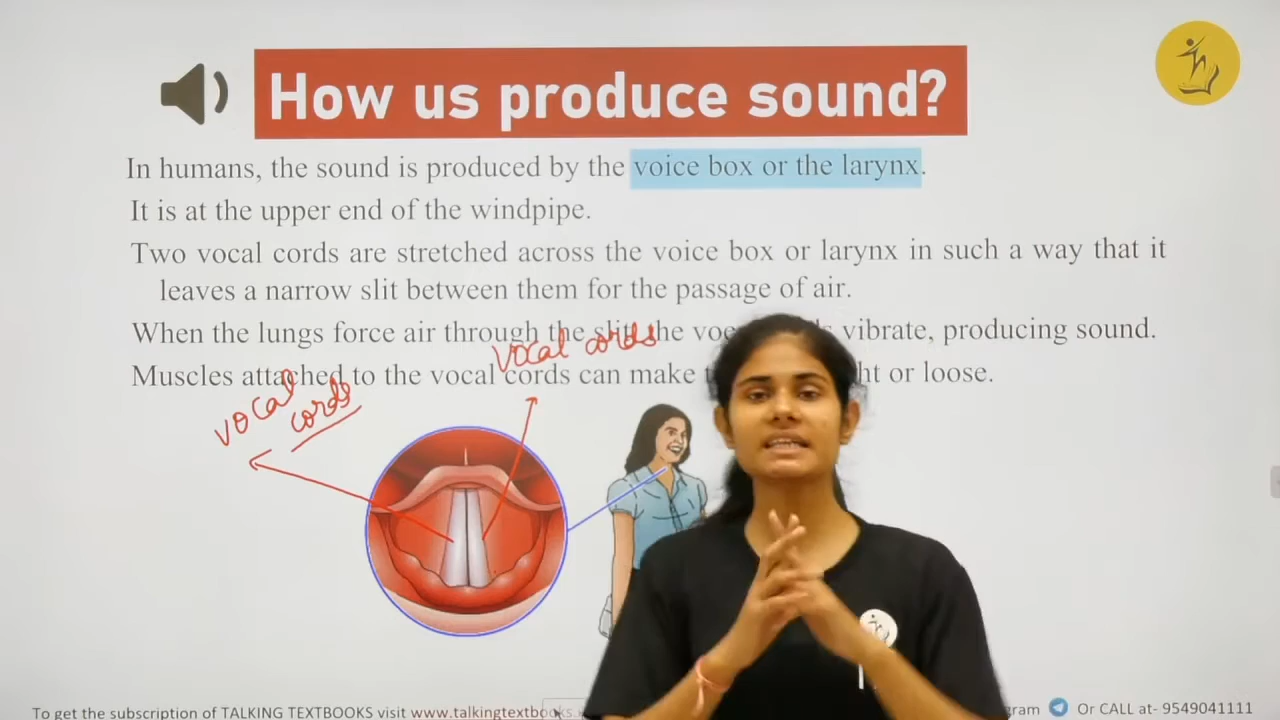 How us produce sound?
In humans, the sound is produced by the voice box or the larynx.
It is at the upper end of the windpipe.
Two vocal cords are stretched across the voice box or larynx in such a way that it
leaves a narrow slit between them for the passage of air.
When the lungs force air through the slit, the vibrate, producing sound.
Muscles attached to the vocal cords can make or loose.
vocal cords
vocal
cords
To get the subscription of TALKING TEXTBOOKS visit www.talkingtextbooks. Or CALL at- 9549041111